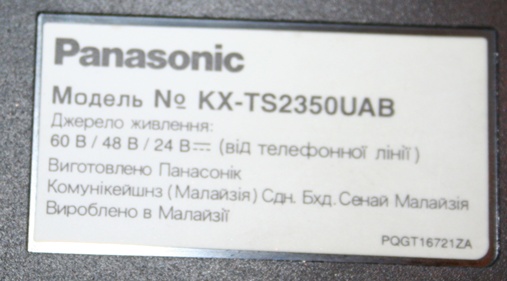 Panasonic
Модель № KX-TS2350UAB
Джерело живлення:
60 В / 48 В / 24 В⎓ (від телефонної лінії)
Виготовлено Панасонік
Комунікейшнз (Малайзія) Сдн. Бхд. Сенай Малайзія
Вироблено в Малайзії
PQGT16721ZA